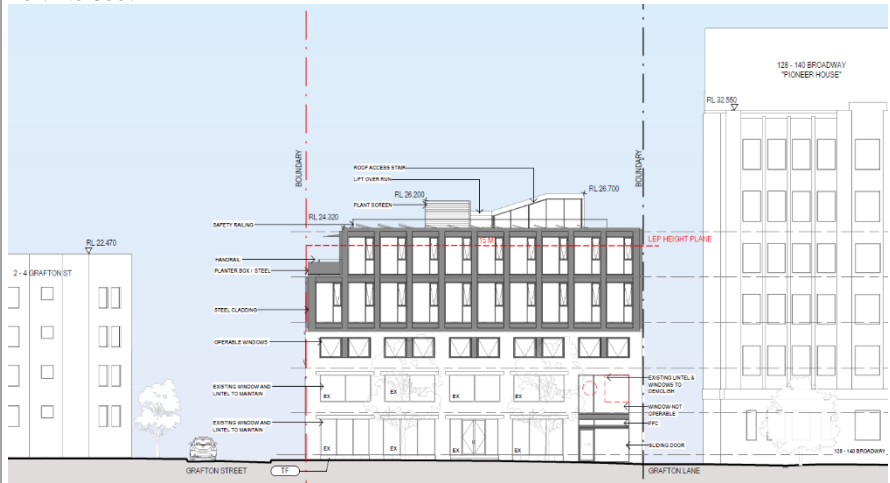 128 - 140 BROADWAY
"PIONEER HOUSE"
RL 32.550
BOUNDARY
BOUNDARY
ROOF ACCESS STAIR
LIFT OVER RUN
RL 26.200
RL 26.700
PLANT SCREEN
RL 24.320
SAFETY RAILING
LEP HEIGHT PLANE
15 M
RL 22.470
HANDRAIL
2 - 4 GRAFTON ST
PLANTER BOX / STEEL
STEEL CLADDING
OPERABLE WINDOWS
EXISTING WINDOW AND
LINTEL TO MAINTAIN
EXISTING LINTEL &
WINDOWS TO
DEMOLISH
EX
EX
EX
EX
WINDOW NOT
OPERABLE
EXISTING WINDOW AND
LINTEL TO MAINTAIN
PFC
SLIDING DOOR
EX
EX
EX
EX
128 - 140 BROADWAY
GRAFTON STREET
TF
GRAFTON LANE